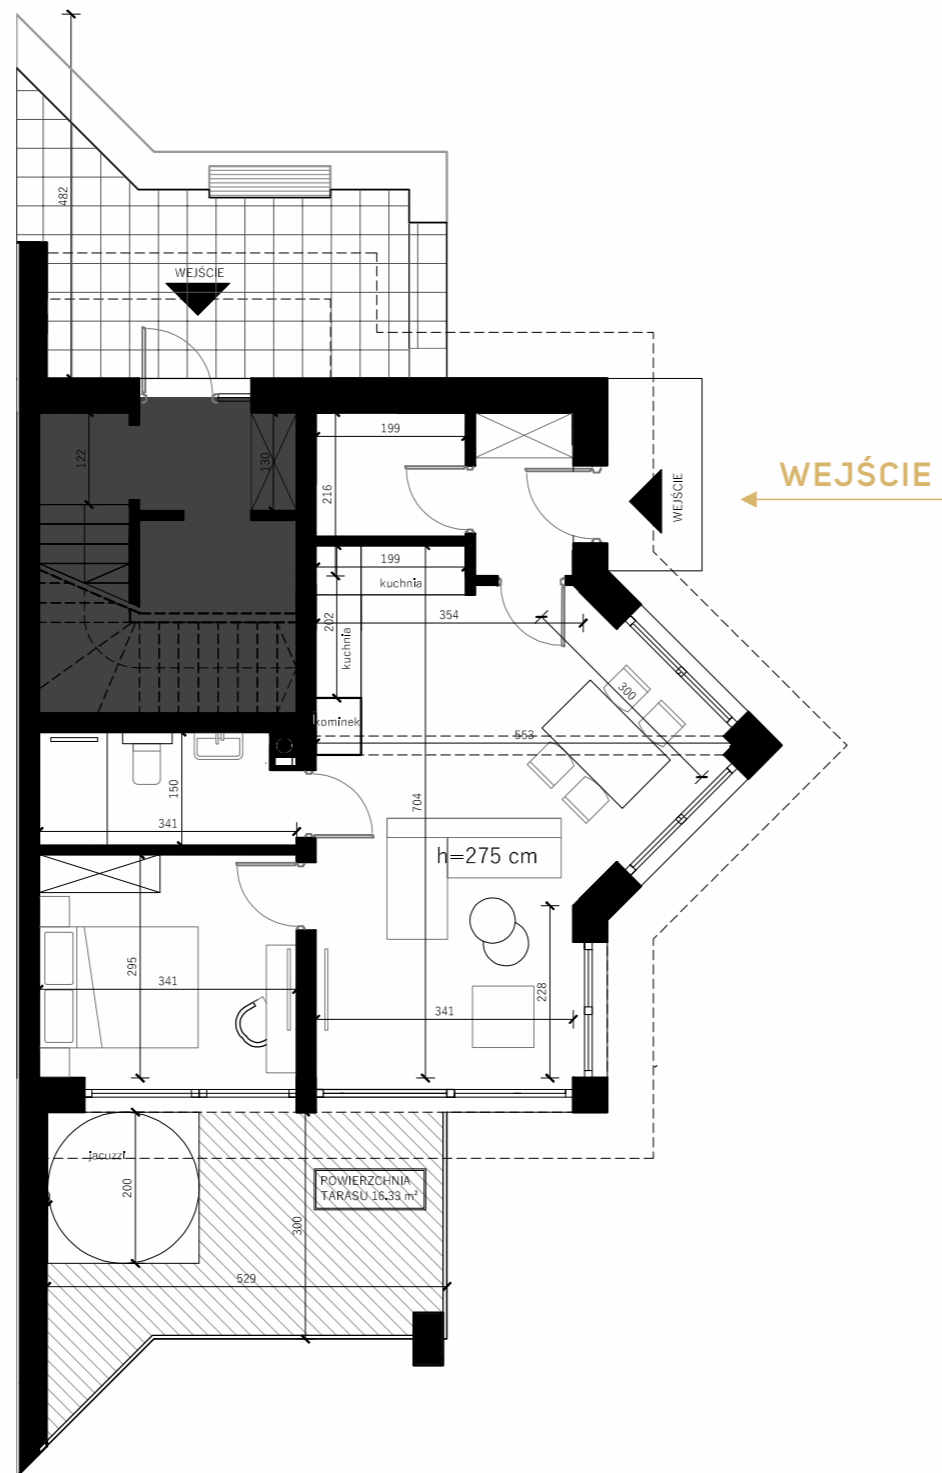 482
WEJŚCIE
WEJŚCIE
WEJŚCIE
122
130
199
216
199
kuchnia
202
kuchnia
354
300
kominek
553
150
341
704
h=275 cm
295
341
228
341
jacuzzi
200
POWIERZCHNIA
TARASU 16.33 m²
300
529